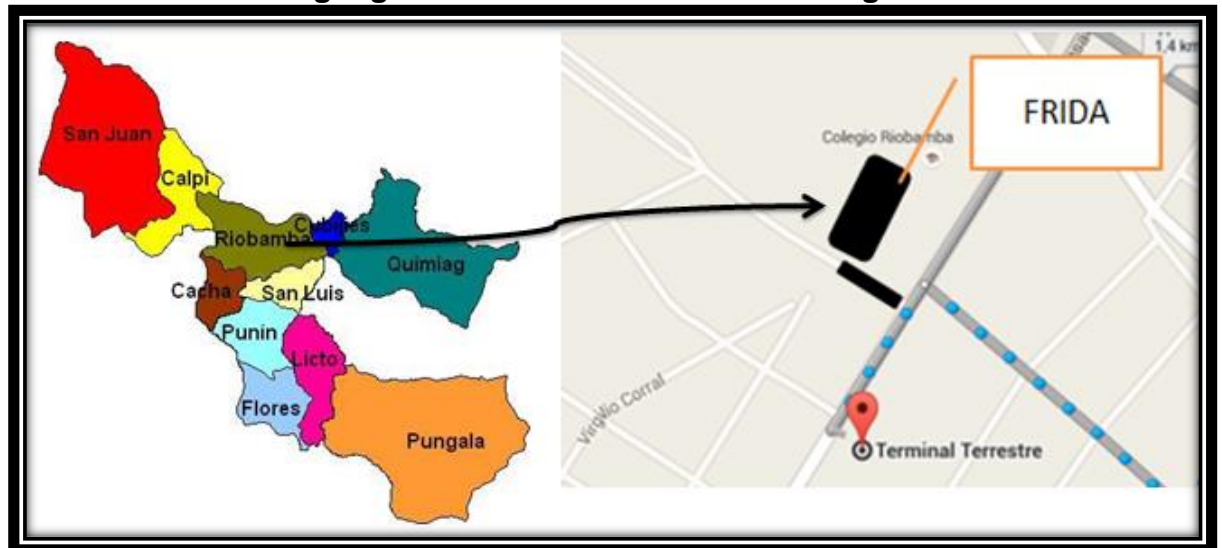 San Juan
Calpi
Riobamba
Cubijies
Quimiag
Cacha
San Luis
Punin
Licto
Flores
Pungala
1,4 km
FRIDA
Colegio Riobamba
Virgilio Corral
Terminal Terrestre